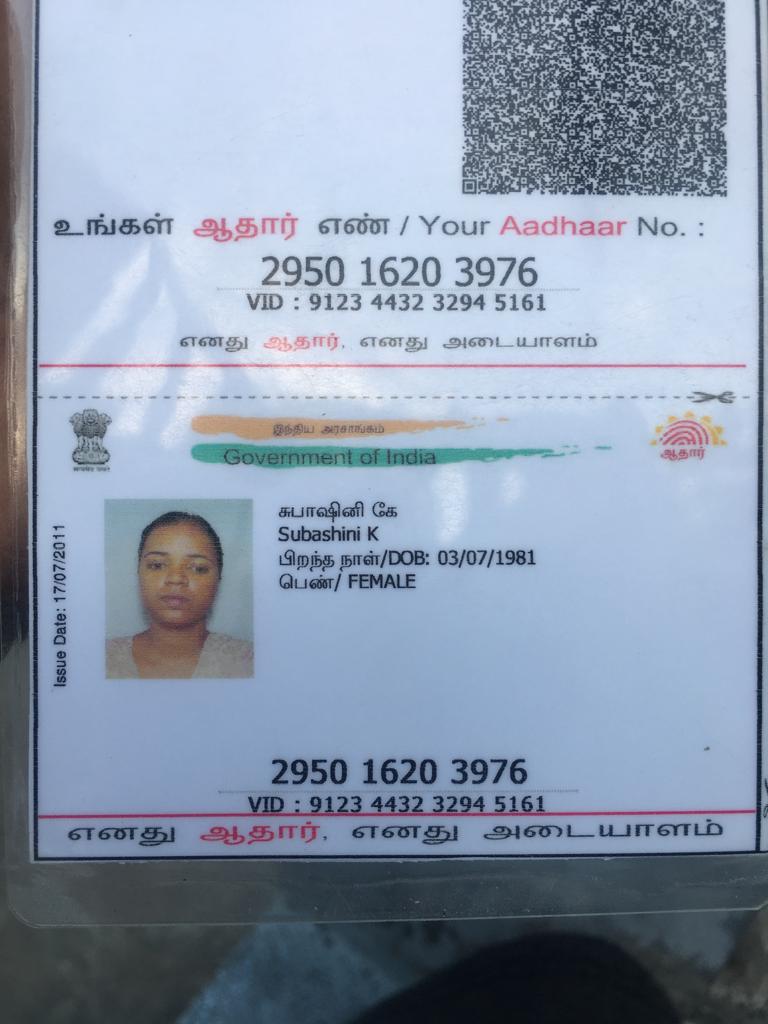 உங்கள் ஆதார் எண் / Your Aadhaar No. :
2950 1620 3976
VID : 9123 4432 3294 5161
எனது ஆதார், எனது அடையாளம்
இந்திய அரசாங்கம்
Government of India
ஆதார்
சுபாஷினி கே
Subashini K
பிறந்த நாள்/DOB: 03/07/1981
பெண்/ FEMALE
Issue Date: 17/07/2011
2950 1620 3976
VID : 9123 4432 3294 5161
எனது ஆதார், எனது அடையாளம்